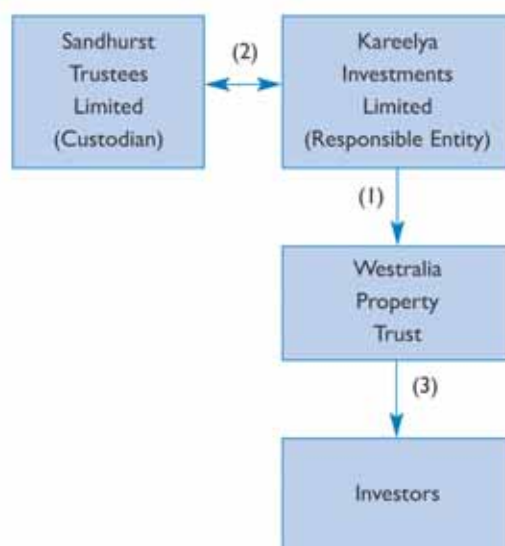 Sandhurst
Trustees
Limited
(Custodian)
(2)
Kareelya
Investments
Limited
(Responsible Entity)
(1)
Westralia
Property
Trust
(3)
Investors